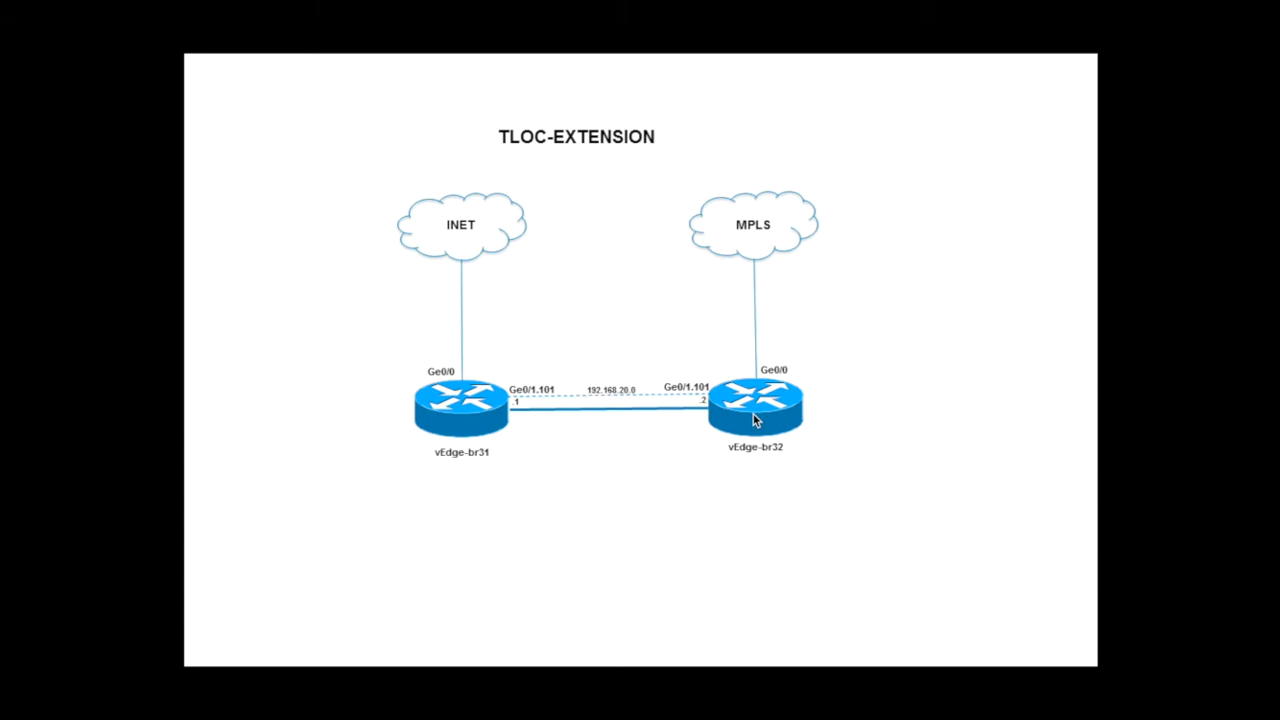 TLOC-EXTENSION
INET
MPLS
Ge0/0
Ge0/0
Ge0/1.101
192.168.20.0
Ge0/1.101
.1
.2
vEdge-br31
vEdge-br32